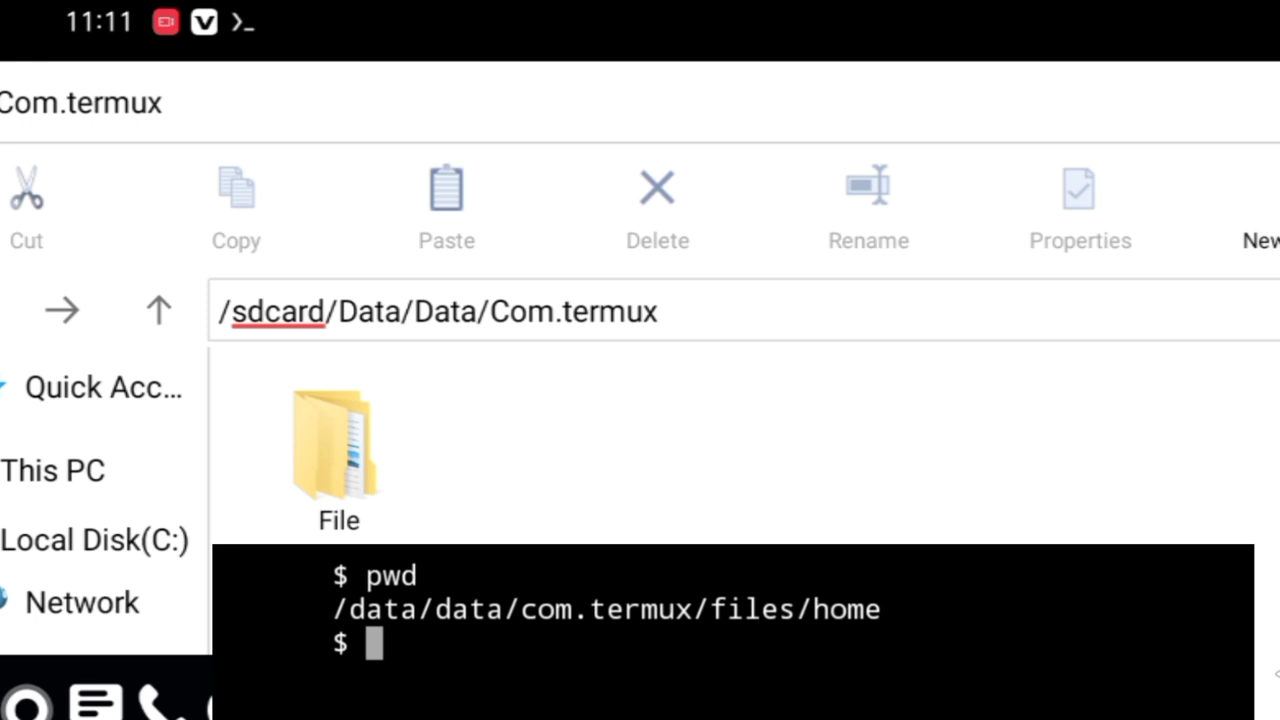 11:11
Com.termux
Cut
Copy
Paste
Delete
Rename
Properties
New
/sdcard/Data/Data/Com.termux
Quick Acc...
This PC
Local Disk(C:)
Network
File
$ pwd
/data/data/com.termux/files/home
$